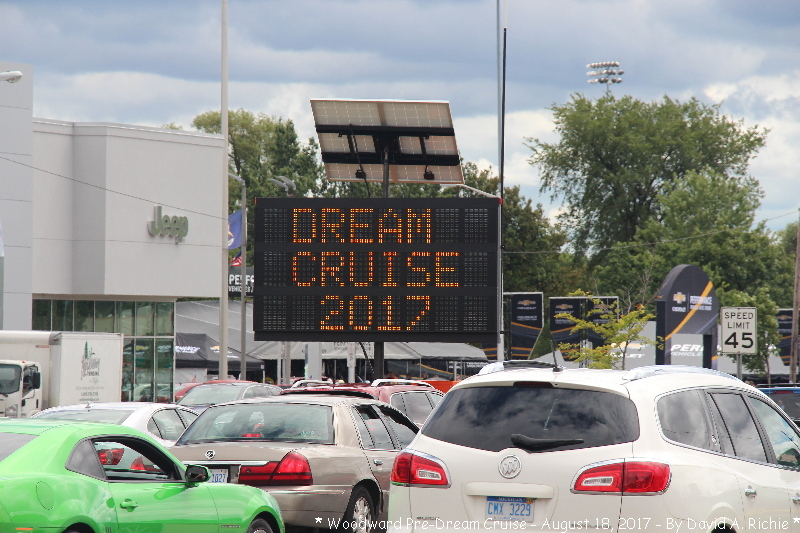 Jeep
DREAM
CRUISE
2017
SPEED
LIMIT
45
CMX 3229
* Woodward Pre-Dream Cruise - August 18, 2017 - By David A. Richie *